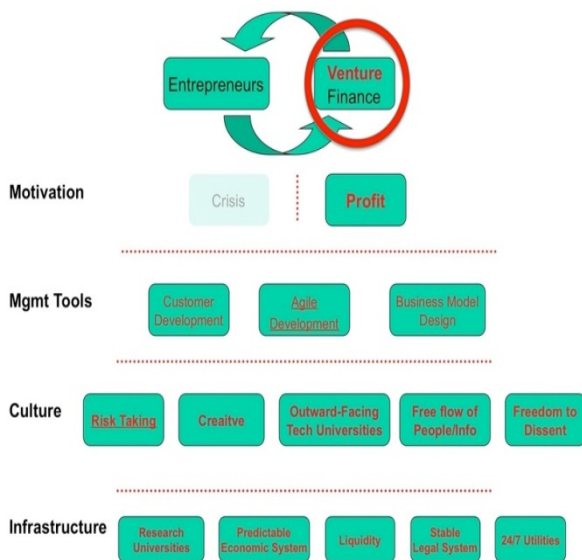 Entrepreneurs
Venture
Finance
Motivation
Crisis
Profit
Mgmt Tools
Customer
Development
Agile
Development
Business Model
Design
Culture
Risk Taking
Creaitve
Outward-Facing
Tech Universities
Free flow of
People/Info
Freedom to
Dissent
Infrastructure
Research
Universities
Predictable
Economic System
Liquidity
Stable
Legal System
24/7 Utilities